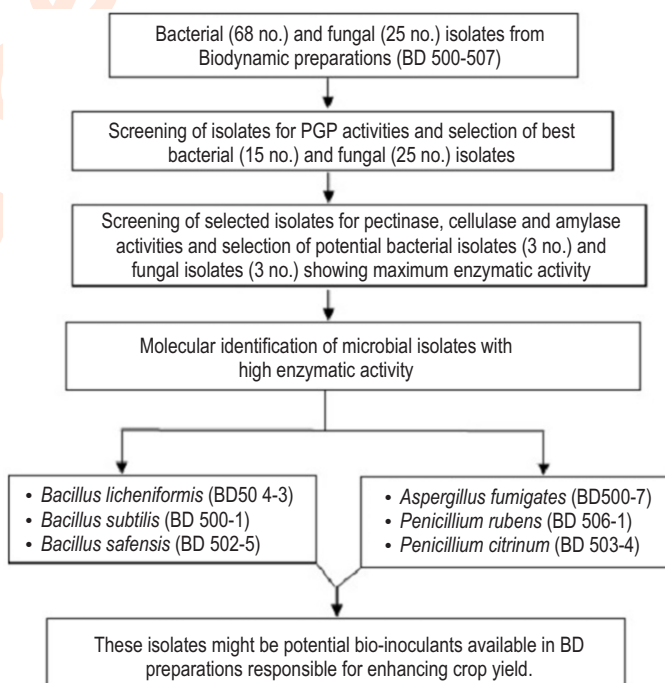 Bacterial (68 no.) and fungal (25 no.) isolates from
Biodynamic preparations (BD 500-507)
Screening of isolates for PGP activities and selection of best
bacterial (15 no.) and fungal (25 no.) isolates
Screening of selected isolates for pectinase, cellulase and amylase
activities and selection of potential bacterial isolates (3 no.) and
fungal isolates (3 no.) showing maximum enzymatic activity
Molecular identification of microbial isolates with
high enzymatic activity
• Bacillus licheniformis (BD50 4-3)
• Bacillus subtilis (BD 500-1)
• Bacillus safensis (BD 502-5)
• Aspergillus fumigates (BD500-7)
• Penicillium rubens (BD 506-1)
• Penicillium citrinum (BD 503-4)
These isolates might be potential bio-inoculants available in BD
preparations responsible for enhancing crop yield.